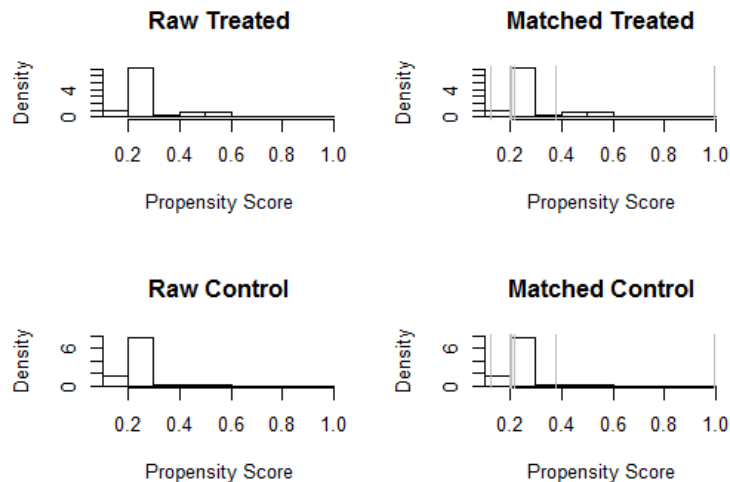 Raw Treated
Density
0 4
0.2 0.4 0.6 0.8 1.0
Propensity Score
Matched Treated
Density
0 4
0.2 0.4 0.6 0.8 1.0
Propensity Score
Raw Control
Density
0 6
0.2 0.4 0.6 0.8 1.0
Propensity Score
Matched Control
Density
0 6
0.2 0.4 0.6 0.8 1.0
Propensity Score